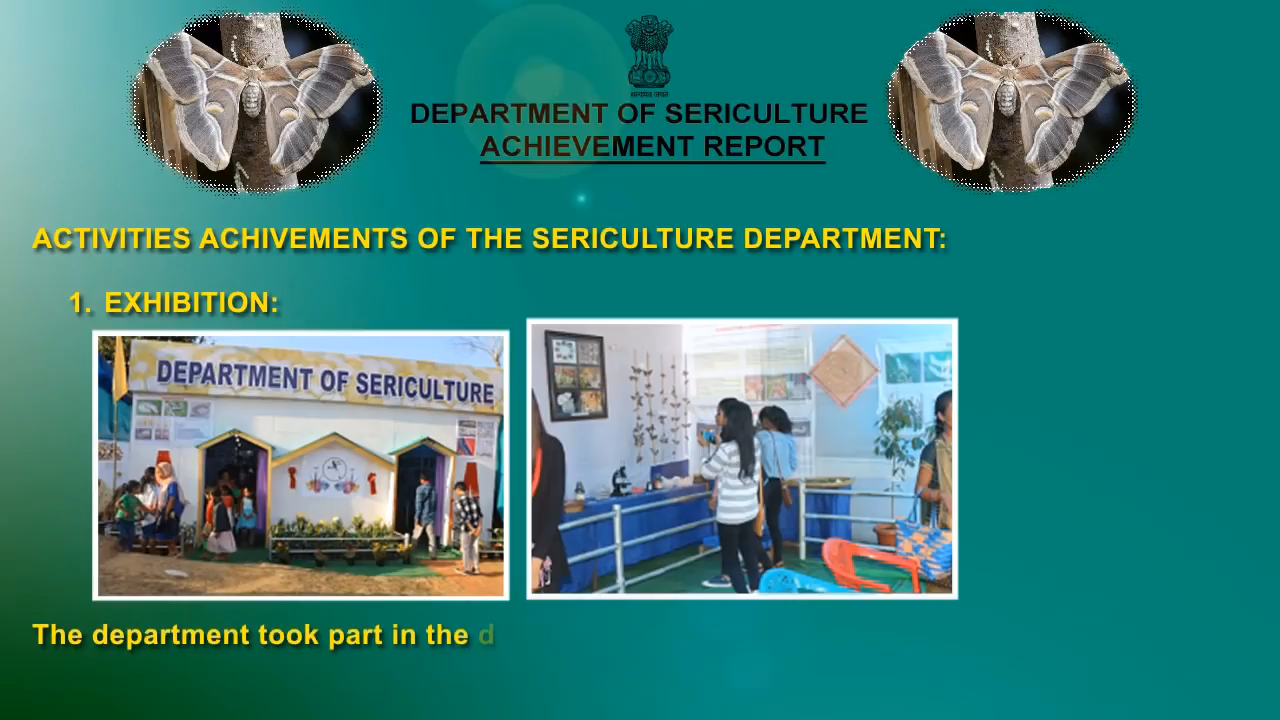 DEPARTMENT OF SERICULTURE
ACHIEVEMENT REPORT
ACTIVITIES ACHIVEMENTS OF THE SERICULTURE DEPARTMENT:
1. EXHIBITION:
DEPARTMENT OF SERICULTURE
The department took part in the d